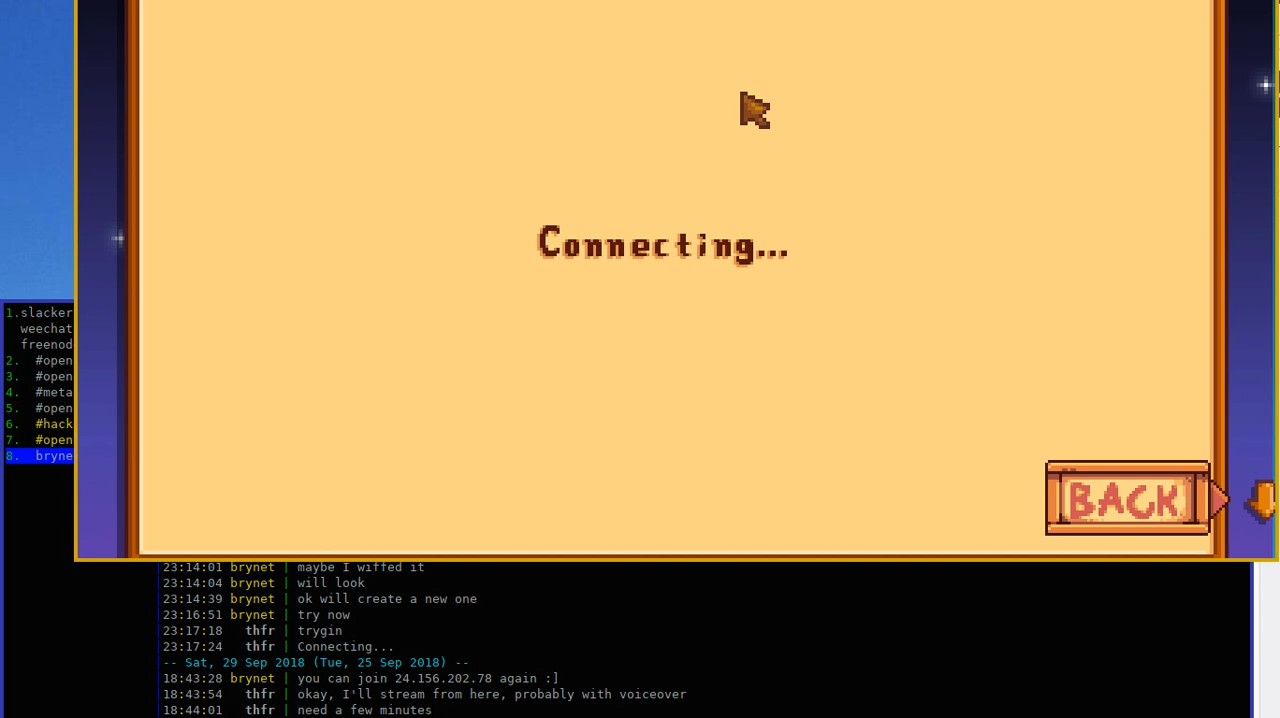 Connecting...
BACK
1.slacker
weechat
freenod
2. #open
3. #open
4. #meta
5. #open
6. #hack
7. #open
8. bryne
23:14:01 brynet | maybe I wiffed it
23:14:04 brynet | will look
23:14:39 brynet | ok will create a new one
23:16:51 brynet | try now
23:17:18 thfr | trygin
23:17:24 thfr | Connecting...
-- Sat, 29 Sep 2018 (Tue, 25 Sep 2018) --
18:43:28 brynet | you can join 24.156.202.78 again :]
18:43:54 thfr | okay, I'll stream from here, probably with voiceover
18:44:01 thfr | need a few minutes